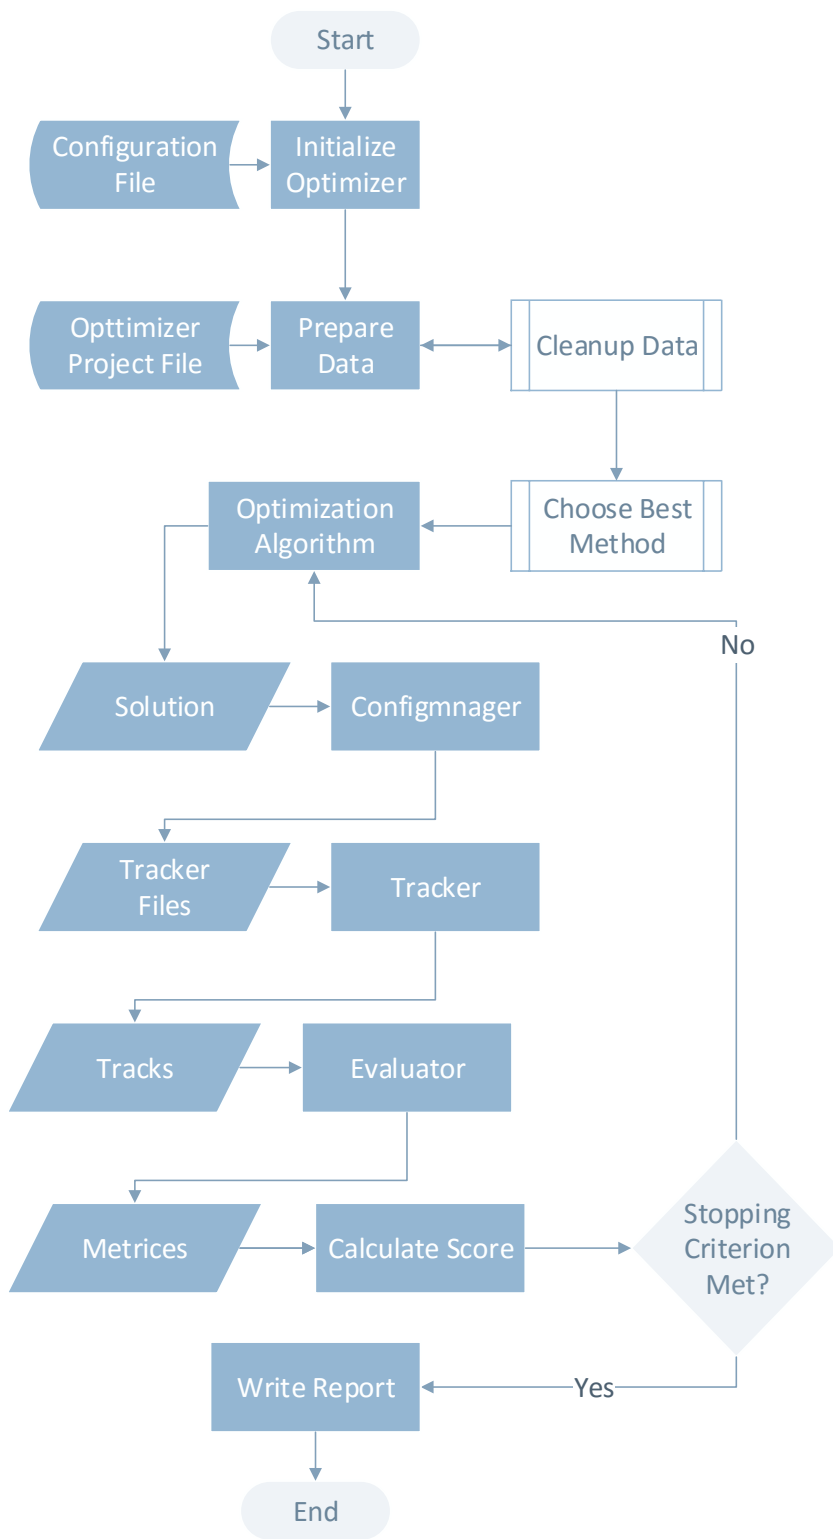 Start
Configuration
File
Initialize
Optimizer
Opttimizer
Project File
Prepare
Data
Cleanup Data
Optimization
Algorithm
Choose Best
Method
No
Solution
Configmnager
Tracker
Files
Tracker
Tracks
Evaluator
Metrices
Calculate Score
Stopping
Criterion
Met?
Write Report
Yes
End